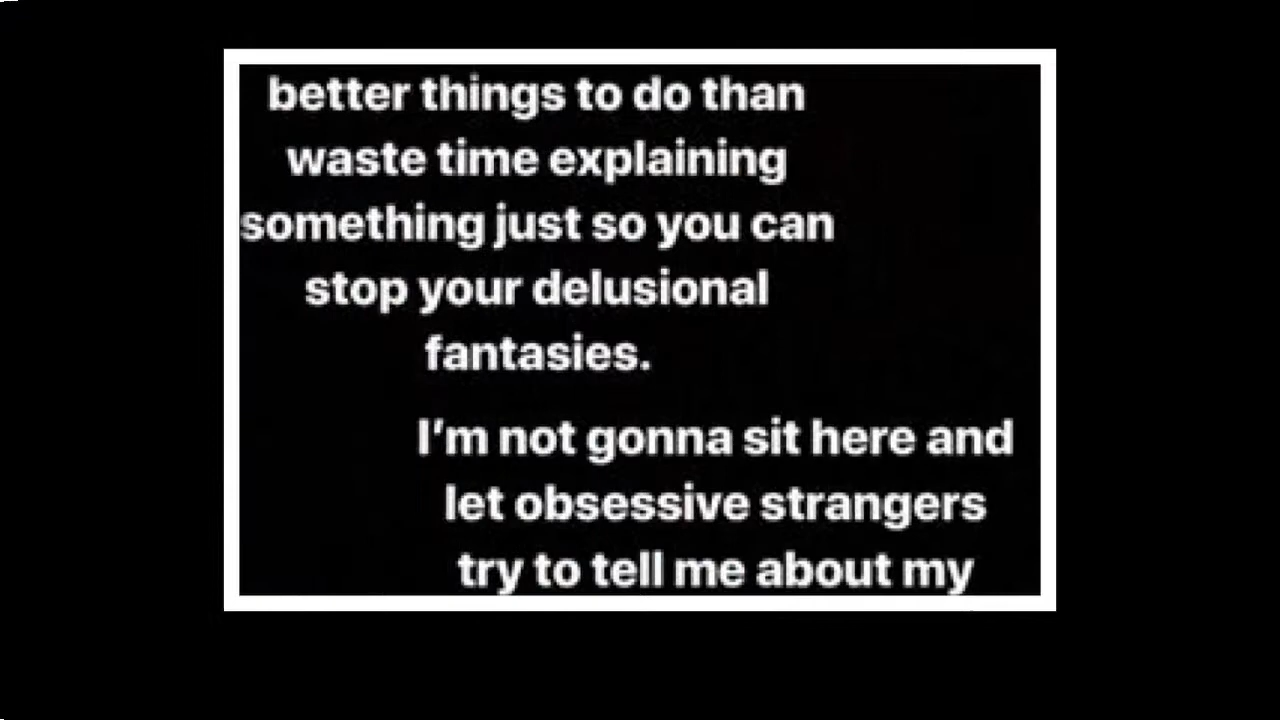 better things to do than
waste time explaining
something just so you can
stop your delusional
fantasies.
I’m not gonna sit here and
let obsessive strangers
try to tell me about my